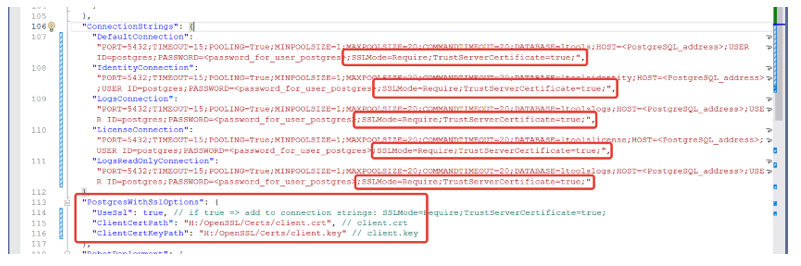 105 },
106 "ConnectionStrings": {
107 "DefaultConnection":
"PORT=5432;TIMEOUT=15;POOLING=True;MINPOOLSIZE=1;MAXPOOLSIZE=20;COMMANDTIMEOUT=20;DATABASE=ltools;HOST=<PostgreSQL_address>;USER
ID=postgres;PASSWORD=<password_for_user_postgres>;SSLMode=Require;TrustServerCertificate=true;",
108 "IdentityConnection":
"PORT=5432;TIMEOUT=15;POOLING=True;MINPOOLSIZE=1;MAXPOOLSIZE=20;COMMANDTIMEOUT=20;DATABASE=ltoolsidentity;HOST=<PostgreSQL_address>
;USER ID=postgres;PASSWORD=<password_for_user_postgres>;SSLMode=Require;TrustServerCertificate=true;",
109 "LogsConnection":
"PORT=5432;TIMEOUT=15;POOLING=True;MINPOOLSIZE=1;MAXPOOLSIZE=20;COMMANDTIMEOUT=20;DATABASE=ltoolslogs;HOST=<PostgreSQL_address>;USE
R ID=postgres;PASSWORD=<password_for_user_postgres>;SSLMode=Require;TrustServerCertificate=true;",
110 "LicenseConnection":
"PORT=5432;TIMEOUT=15;POOLING=True;MINPOOLSIZE=1;MAXPOOLSIZE=20;COMMANDTIMEOUT=20;DATABASE=ltoolslicense;HOST=<PostgreSQL_address>;
USER ID=postgres;PASSWORD=<password_for_user_postgres>;SSLMode=Require;TrustServerCertificate=true;",
111 "LogsReadOnlyConnection":
"PORT=5432;TIMEOUT=15;POOLING=True;MINPOOLSIZE=1;MAXPOOLSIZE=20;COMMANDTIMEOUT=20;DATABASE=ltoolslogs;HOST=<PostgreSQL_address>;USE
R ID=postgres;PASSWORD=<password_for_user_postgres>;SSLMode=Require;TrustServerCertificate=true;"
112 },
113 "PostgresWithSslOptions": {
114 "UseSsl": true, // if true => add to connection strings: SSLMode=Require;TrustServerCertificate=true;
115 "ClientCertPath": "H:/OpenSSL/Certs/client.crt", // client.crt
116 "ClientCertKeyPath": "H:/OpenSSL/Certs/client.key" // client.key
117 },